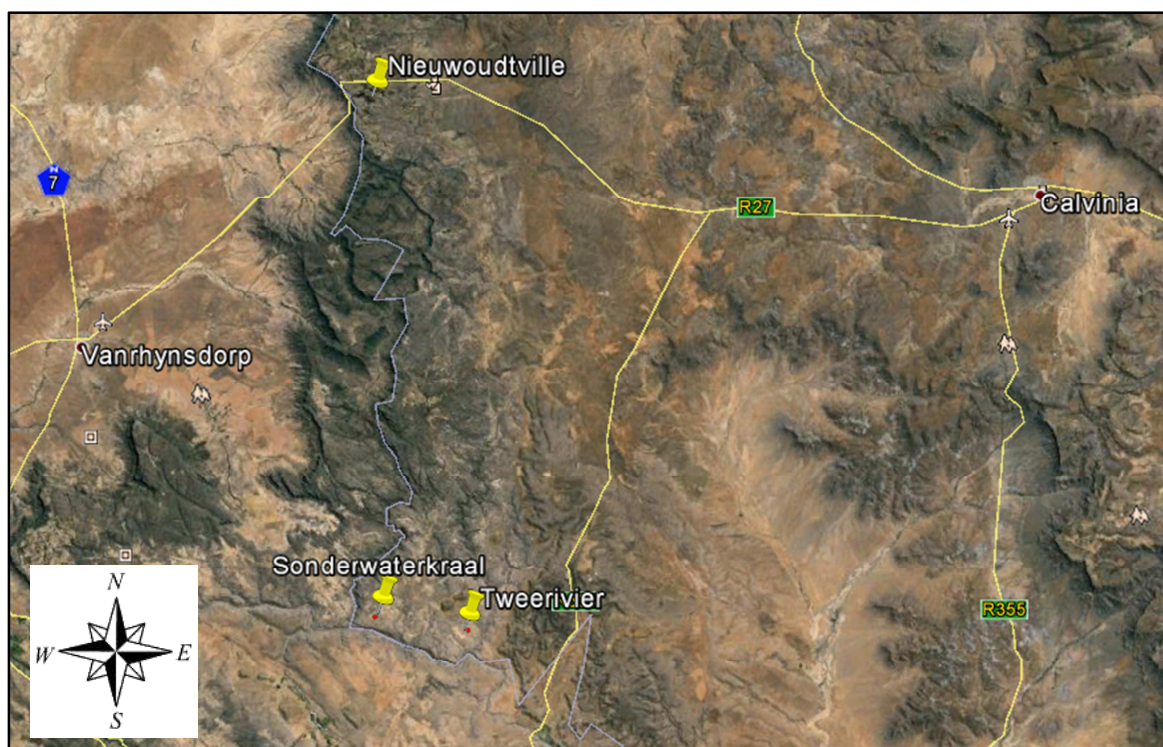 Nieuwoudtville
N
7
R27
Calvinia
Vanrhynsdorp
Sonderwaterkraal
Tweerivier
R355
N
W
E
S